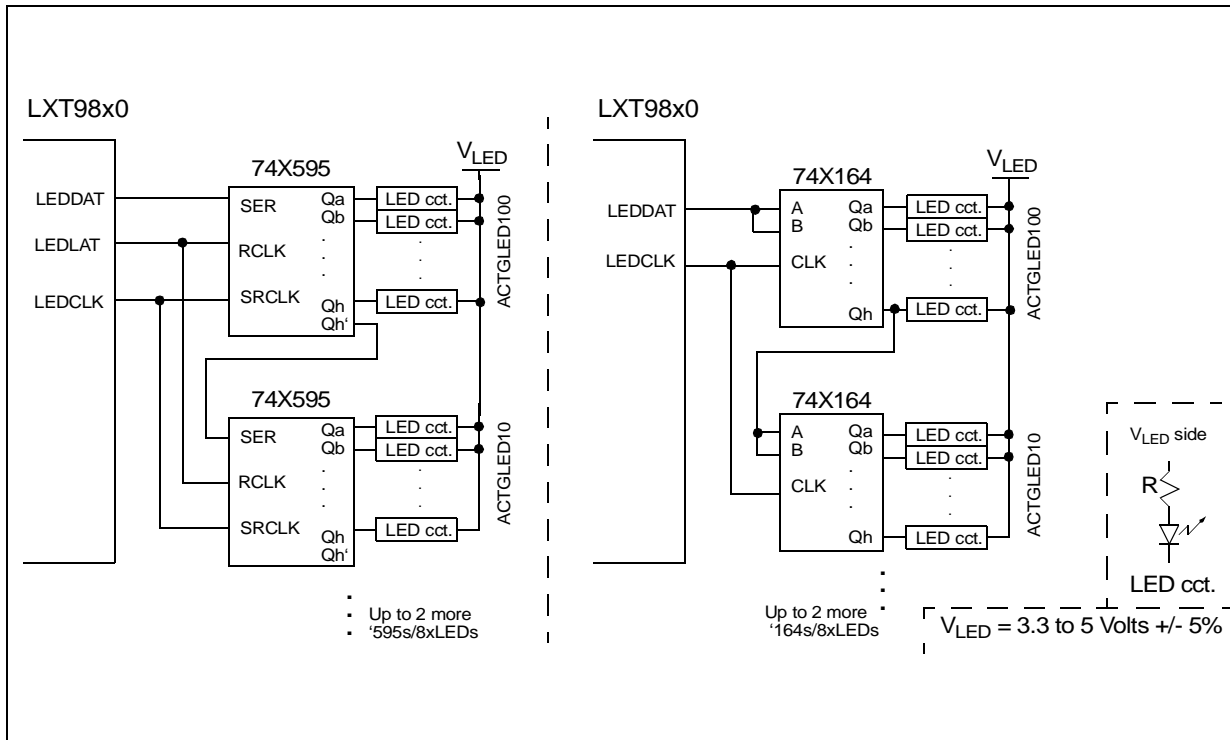 LXT98x0
LEDDAT
LEDLAT
LEDCLK
74X595
SER
RCLK
SRCLK
Qa
Qb
.
.
.
Qh
Qh‘
LED cct.
LED cct.
.
.
.
LED cct.
VLED
ACTGLED100
74X595
SER
RCLK
SRCLK
Qa
Qb
.
.
.
Qh
Qh‘
LED cct.
LED cct.
.
.
.
LED cct.
ACTGLED10
Up to 2 more
‘595s/8xLEDs
LXT98x0
LEDDAT
LEDCLK
74X164
A
B
CLK
Qa
Qb
.
.
.
Qh
LED cct.
LED cct.
.
.
.
LED cct.
VLED
ACTGLED100
74X164
A
B
CLK
Qa
Qb
.
.
.
Qh
LED cct.
LED cct.
.
.
.
LED cct.
ACTGLED10
Up to 2 more
‘164s/8xLEDs
VLED side
R
LED cct.
VLED = 3.3 to 5 Volts +/- 5%